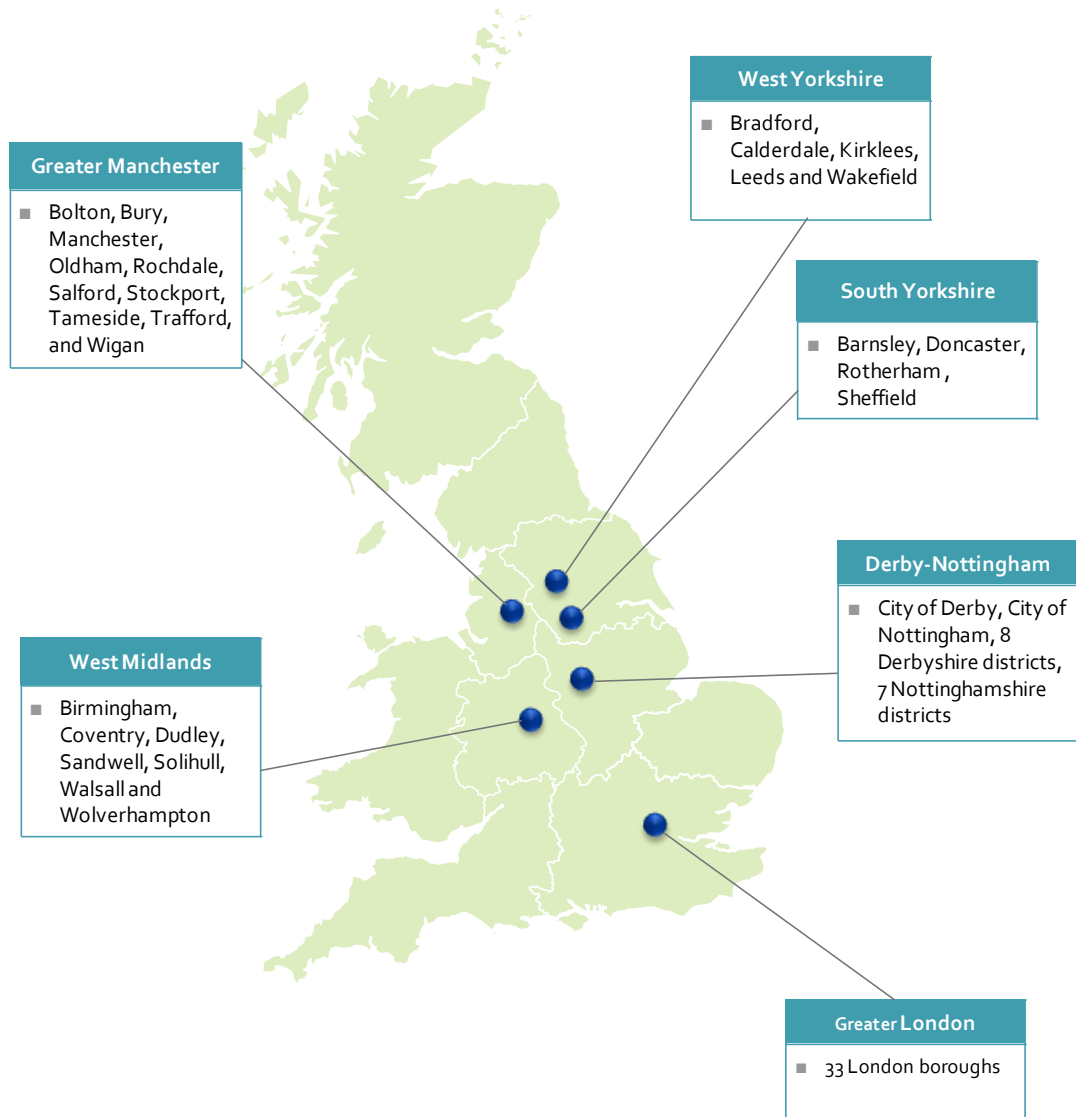 West Yorkshire
Bradford,
Calderdale, Kirklees,
Leeds and Wakefield
Greater Manchester
Bolton, Bury,
Manchester,
Oldham, Rochdale,
Salford, Stockport,
Tameside, Trafford,
and Wigan
South Yorkshire
Barnsley, Doncaster,
Rotherham ,
Sheffield
Derby-Nottingham
City of Derby, City of
Nottingham, 8
Derbyshire districts,
7 Nottinghamshire
districts
West Midlands
Birmingham,
Coventry, Dudley,
Sandwell, Solihull,
Walsall and
Wolverhampton
Greater London
33 London boroughs